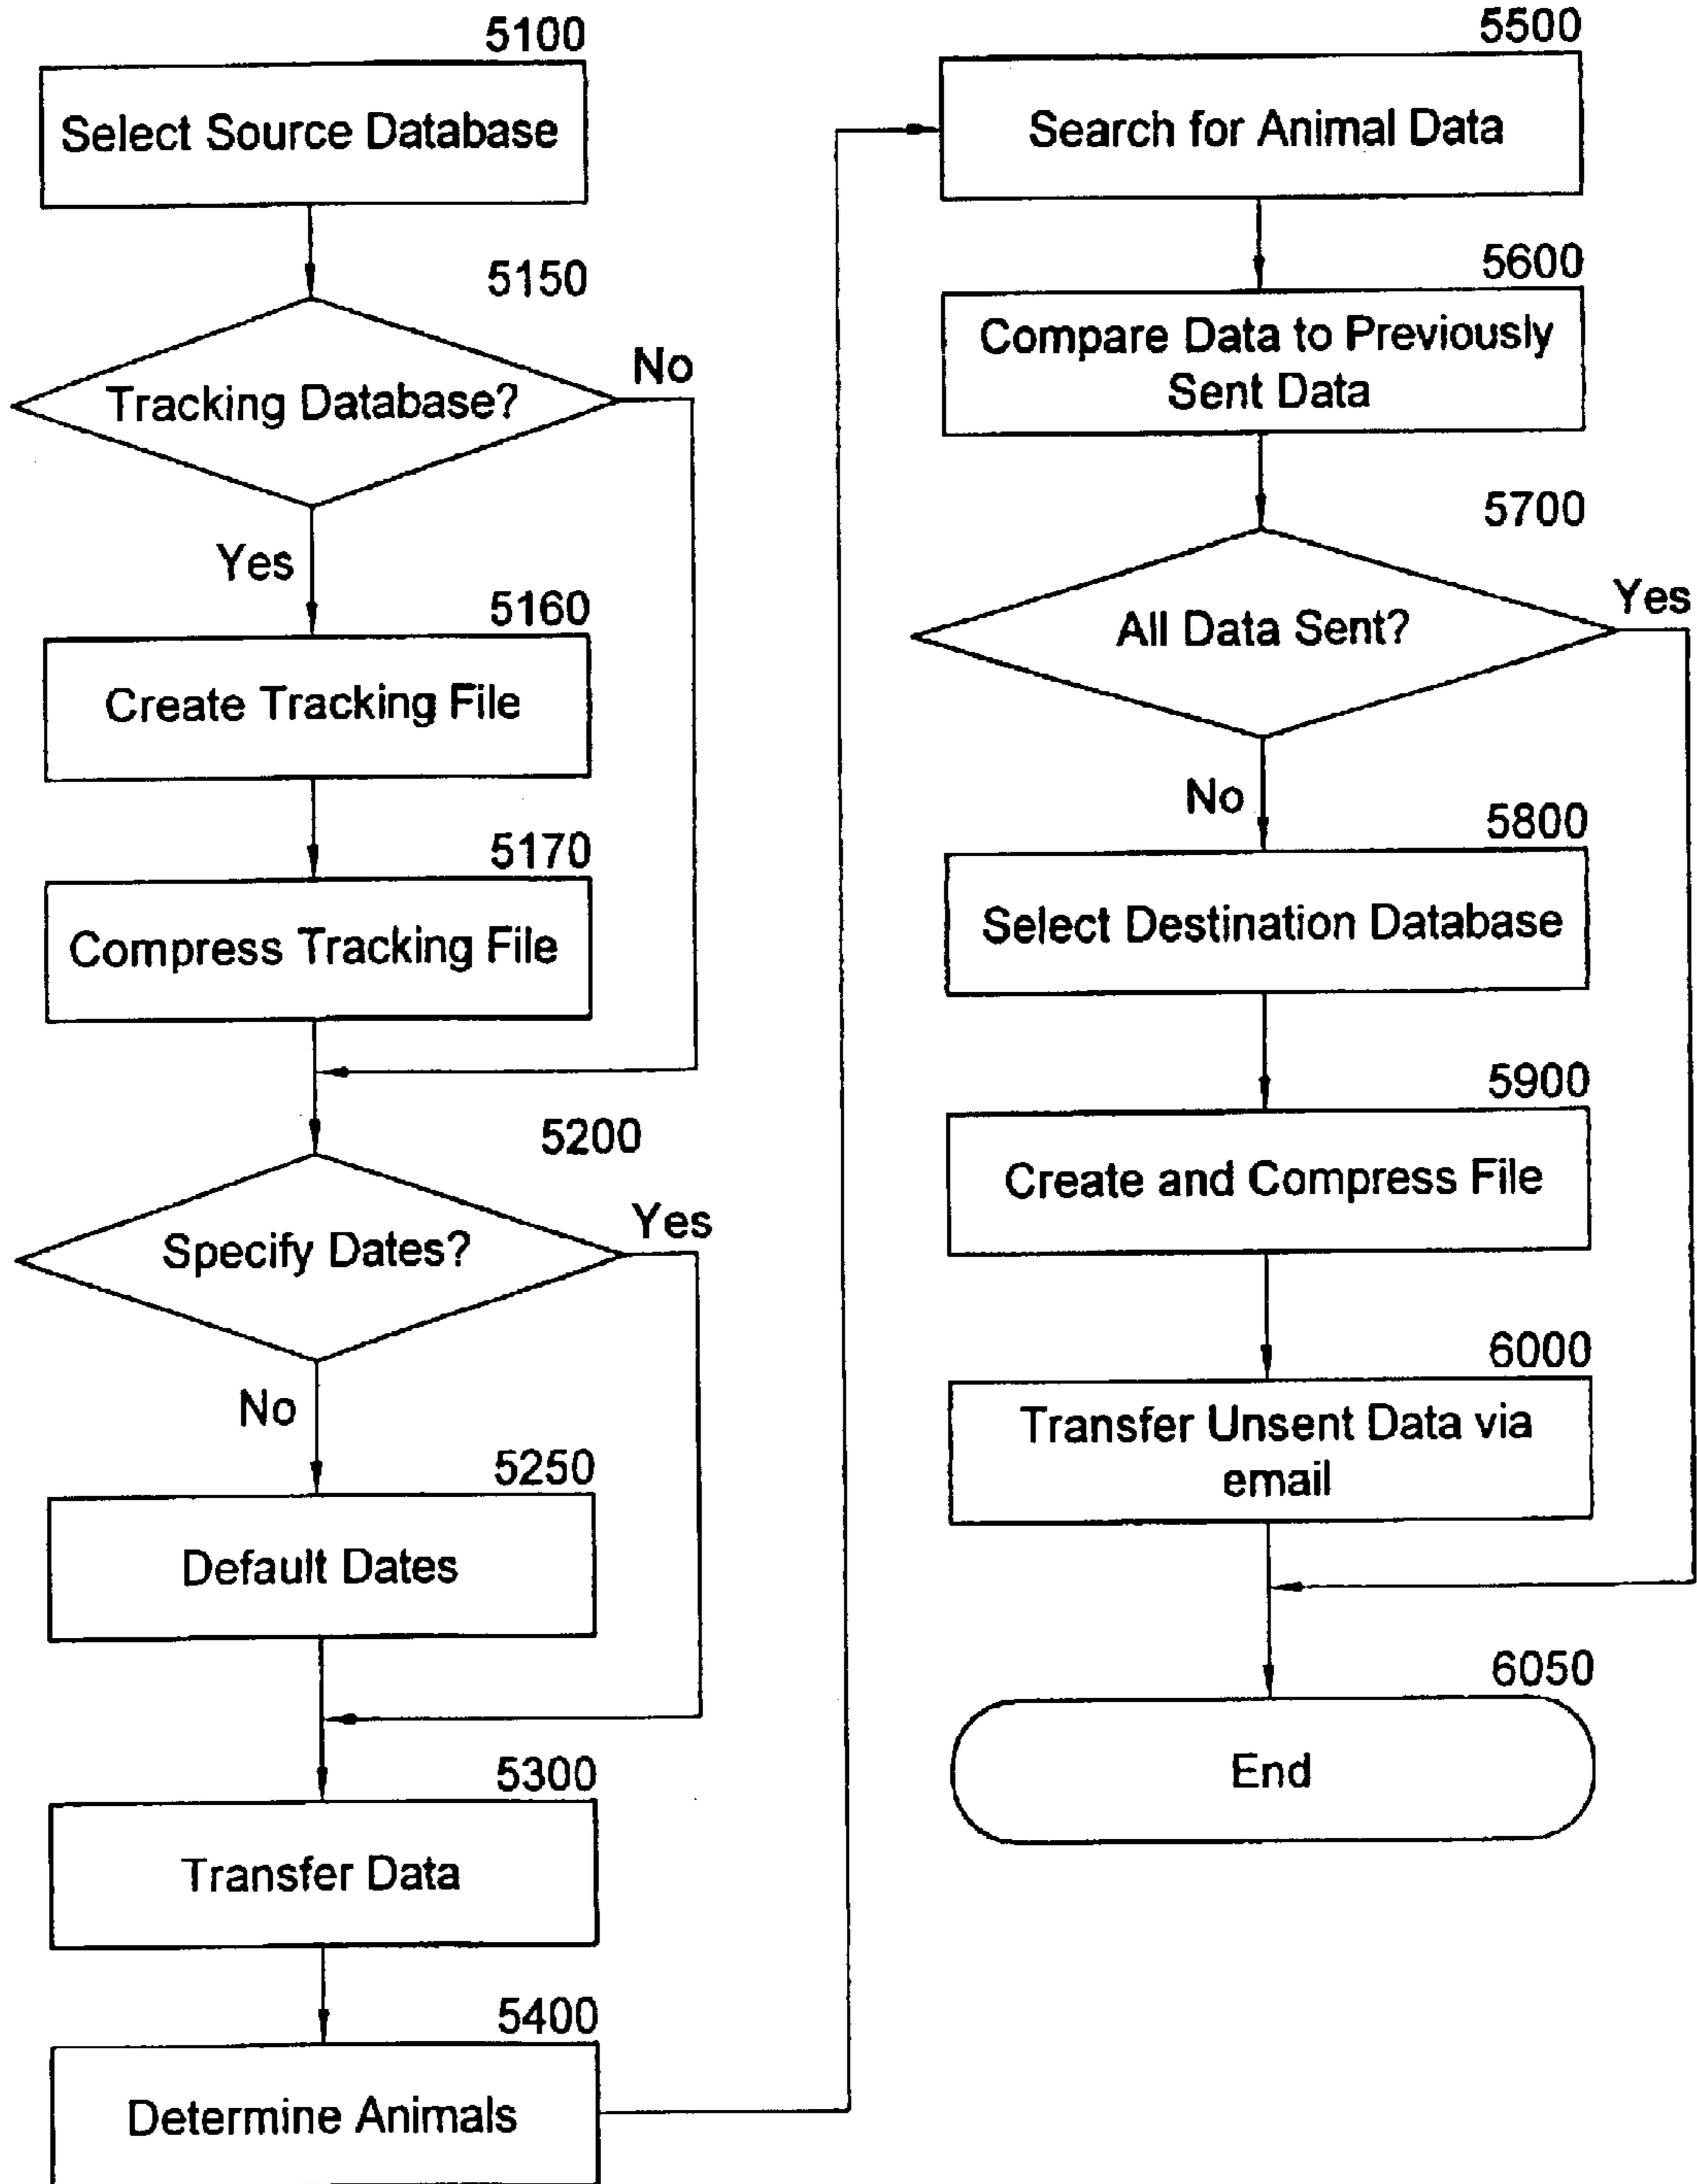 5100
Select Source Database
5150
Tracking Database?
No
Yes
5160
Create Tracking File
5170
Compress Tracking File
5200
Specify Dates?
Yes
No
5250
Default Dates
5300
Transfer Data
5400
Determine Animals
5500
Search for Animal Data
5600
Compare Data to Previously
Sent Data
5700
All Data Sent?
Yes
No
5800
Select Destination Database
5900
Create and Compress File
6000
Transfer Unsent Data via
email
6050
End